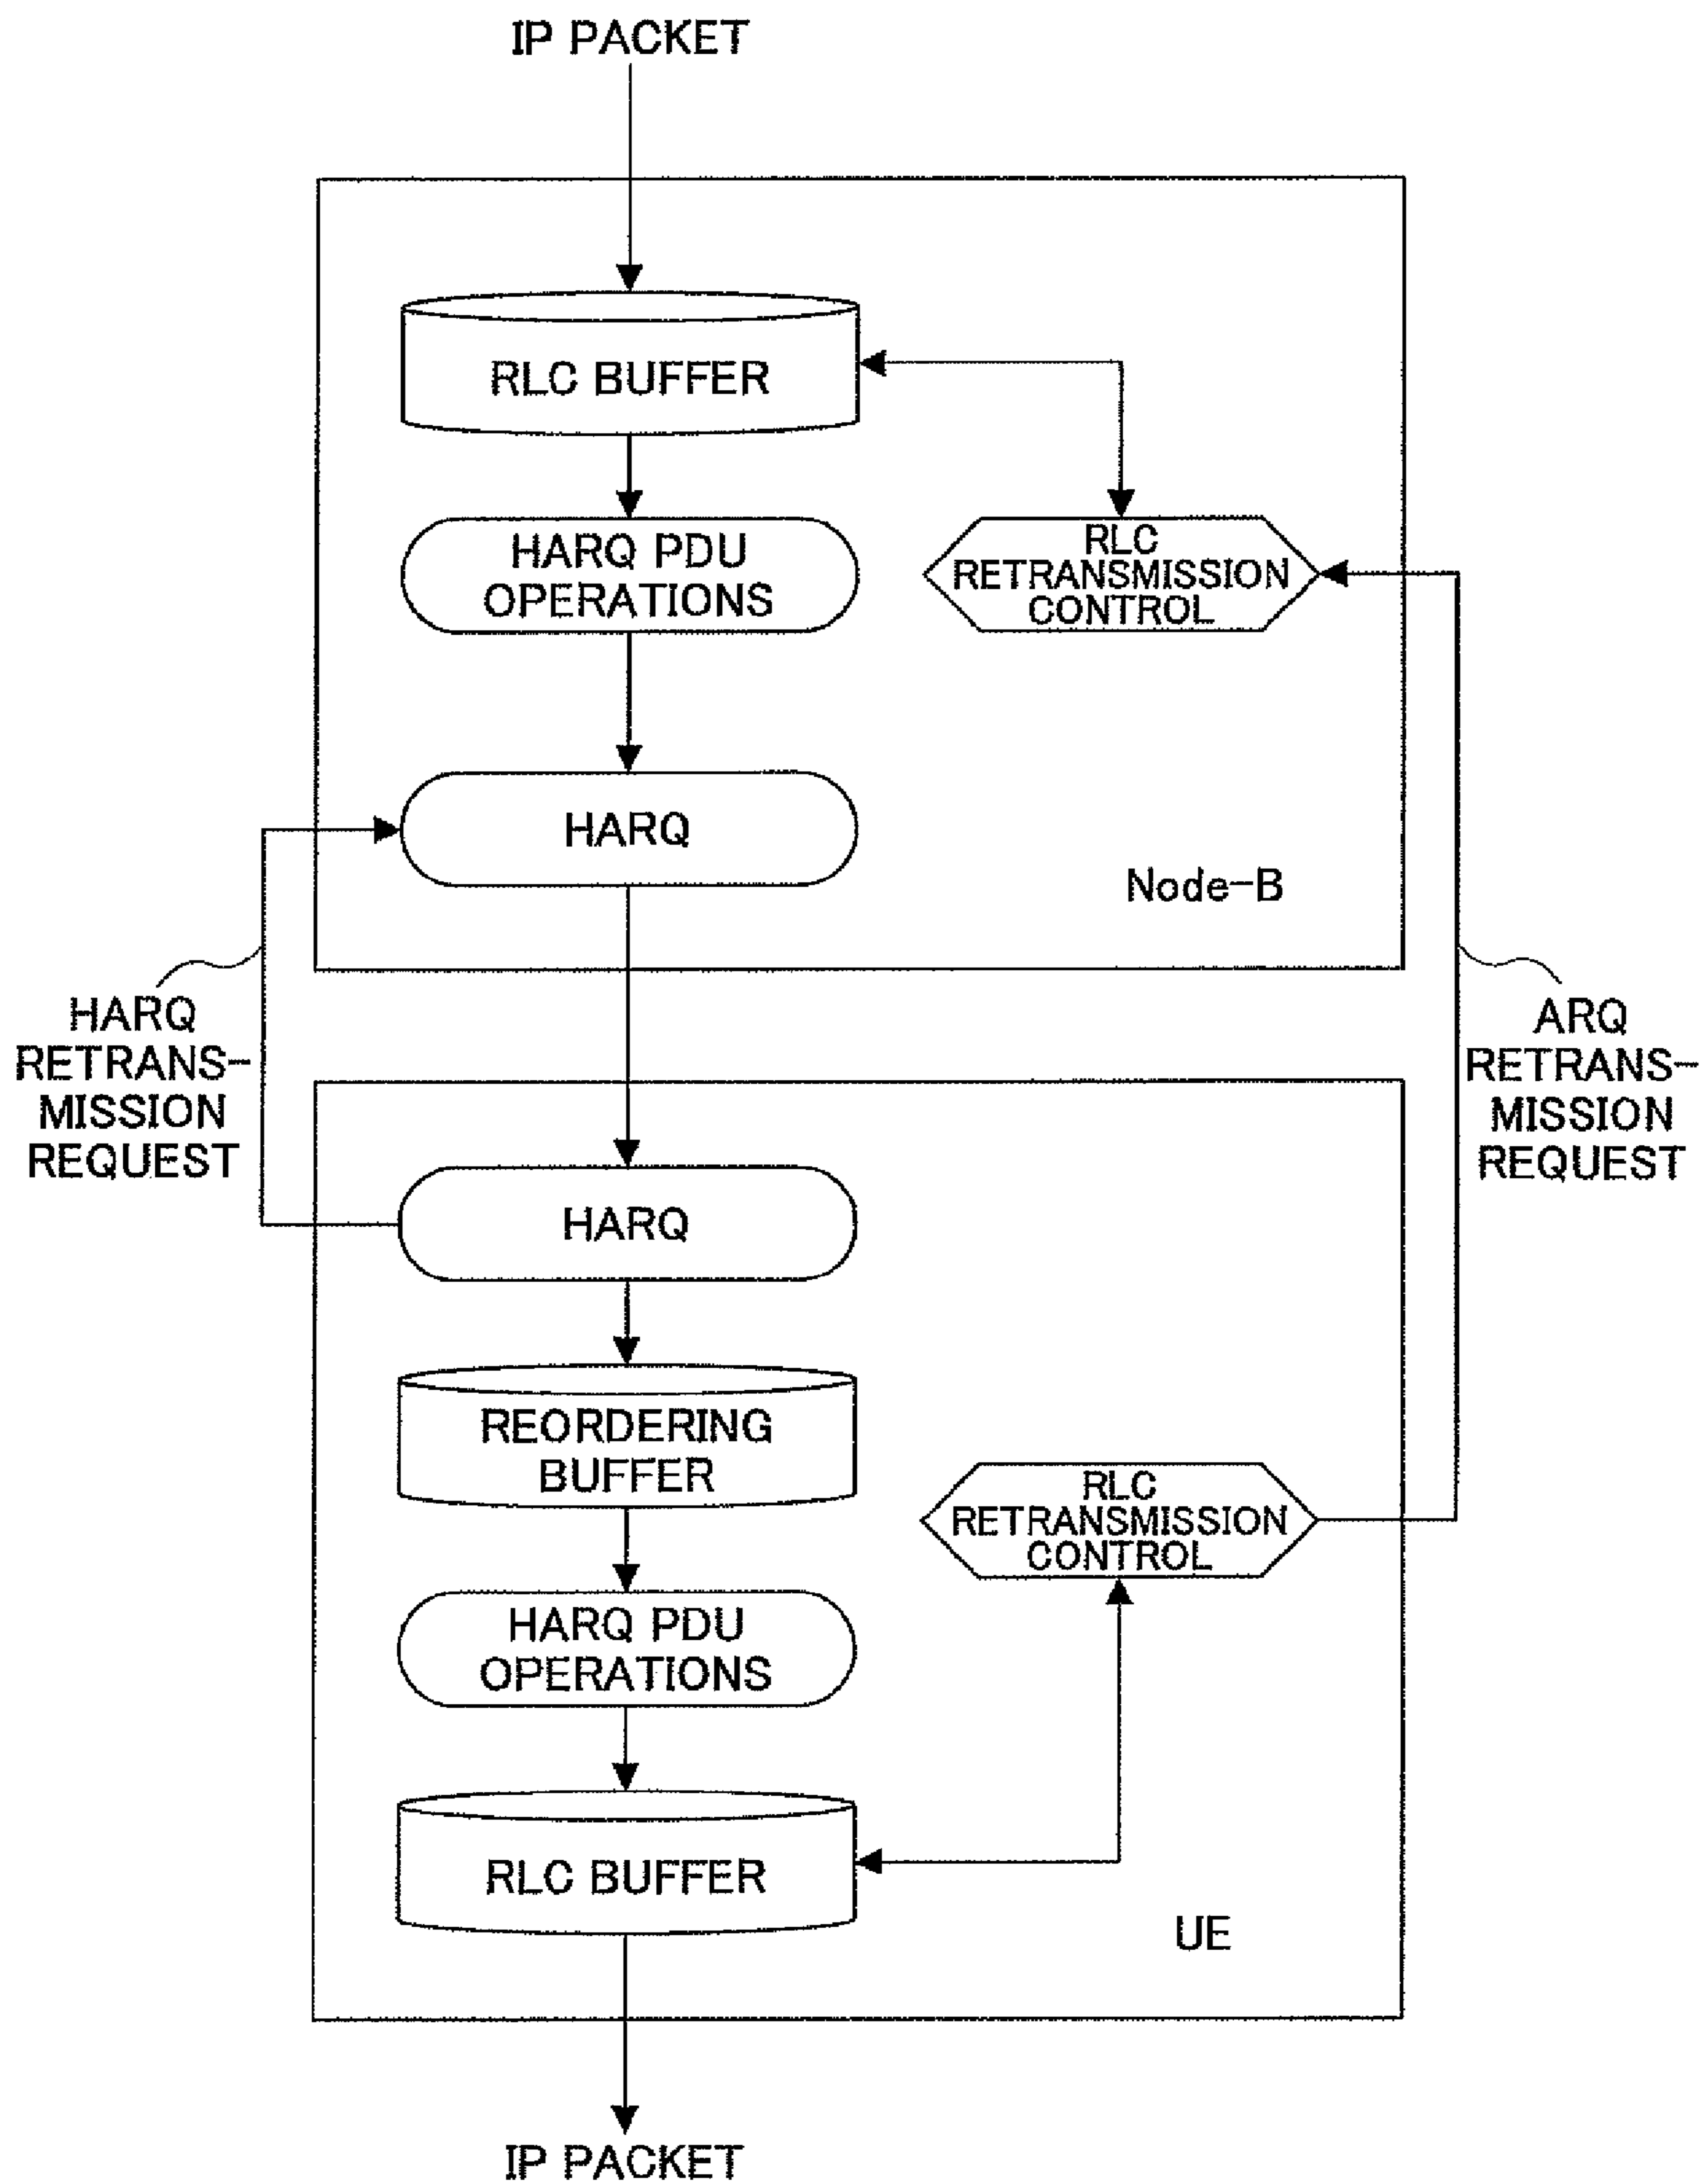 IP PACKET
RLC BUFFER
HARQ PDU
OPERATIONS
RLC
RETRANSMISSION
CONTROL
HARQ
Node-B
HARQ
RETRANS-
MISSION
REQUEST
ARQ
RETRANS-
MISSION
REQUEST
HARQ
REORDERING
BUFFER
RLC
RETRANSMISSION
CONTROL
HARQ PDU
OPERATIONS
RLC BUFFER
UE
IP PACKET